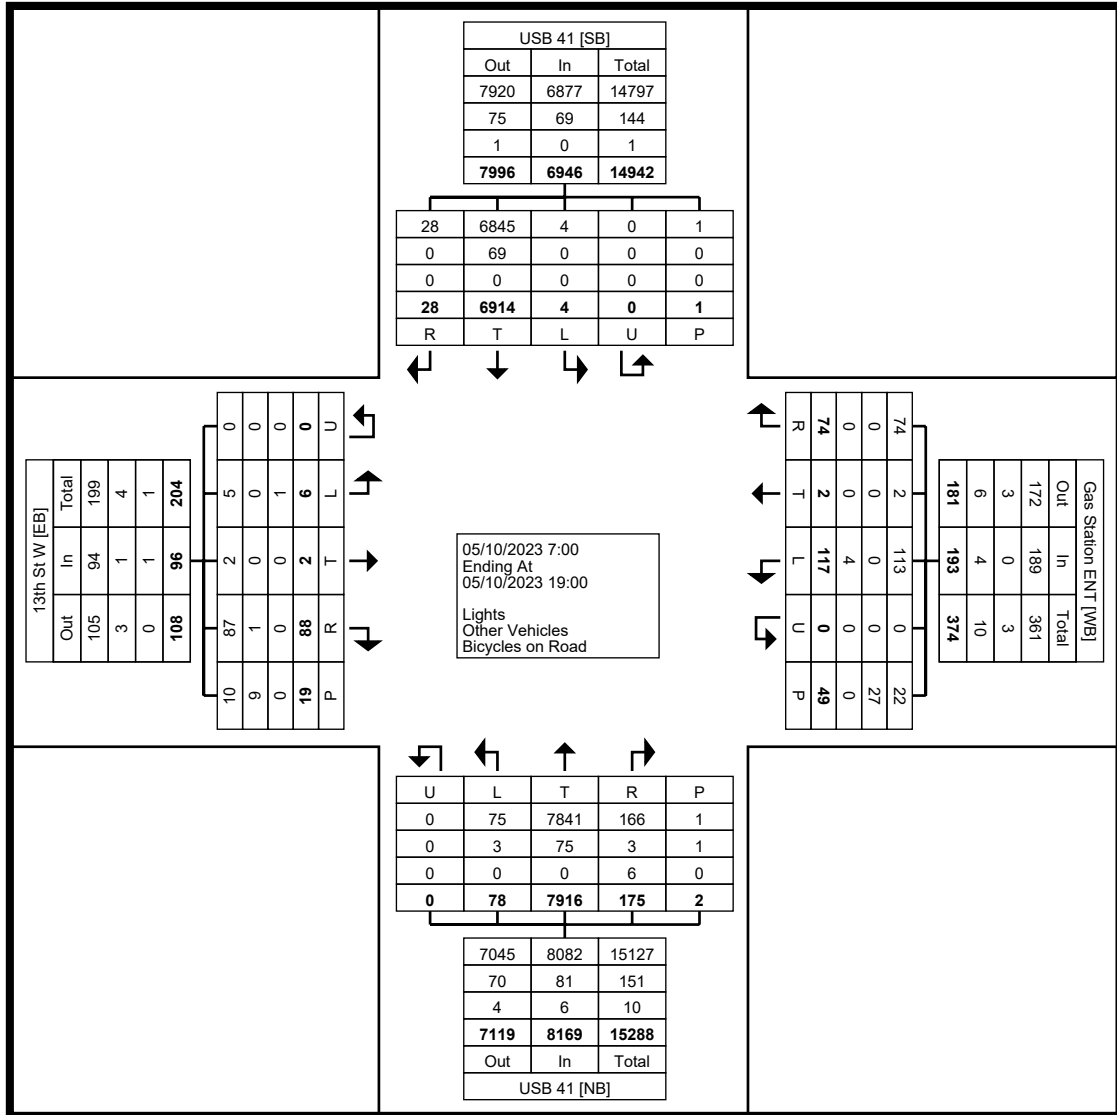 USB 41 [SB]
Out In Total
7920 6877 14797
75 69 144
1 0 1
7996 6946 14942
28 6845 4 0 1
0 69 0 0 0
0 0 0 0 0
28 6914 4 0 1
R T L U P
13th St W [EB]
Out In Total
105 94 199
3 1 4
0 1 1
108 96 204
0 5 2 87 10
0 0 0 1 9
0 1 0 0 0
0 6 2 88 19
U L T R P
05/10/2023 7:00
Ending At
05/10/2023 19:00
Lights
Other Vehicles
Bicycles on Road
Gas Station ENT [WB]
Out In Total
172 189 361
3 0 3
6 4 10
181 193 374
74 2 113 0 22
0 0 0 0 27
0 0 4 0 0
74 2 117 0 49
R T L U P
U L T R P
0 75 7841 166 1
0 3 75 3 1
0 0 0 6 0
0 78 7916 175 2
7045 8082 15127
70 81 151
4 6 10
7119 8169 15288
Out In Total
USB 41 [NB]